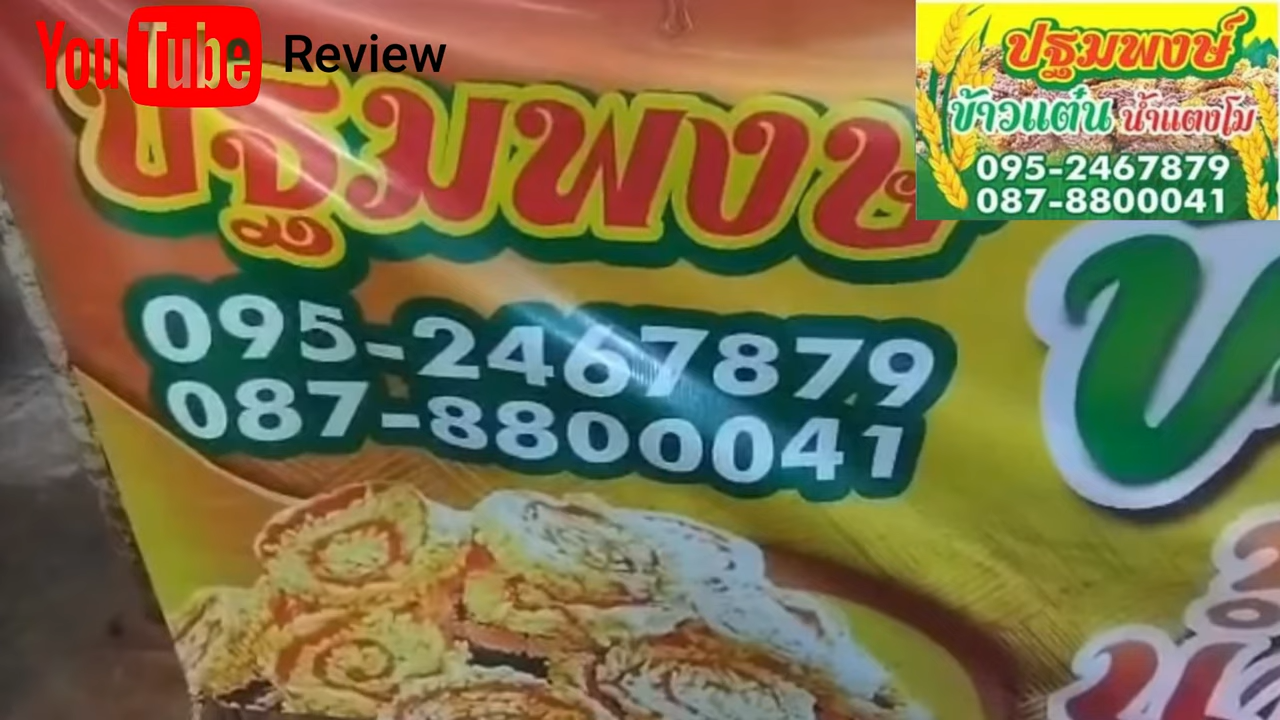 YouTube Review
ปฐมพงษ์
ข้าวแต๋น น้ำแตงโม
095-2467879
087-8800041
ปฐมพงษ
095-2467879
087-8800041